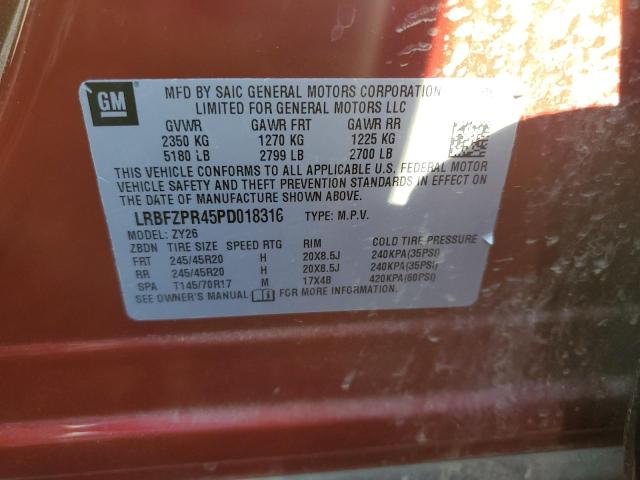 GM
MFD BY SAIC GENERAL MOTORS CORPORATION
LIMITED FOR GENERAL MOTORS LLC
GVWR GAWR FRT GAWR RR
2350 KG 1270 KG 1225 KG
5180 LB 2799 LB 2700 LB
THIS VEHICLE CONFORMS TO ALL APPLICABLE U.S. FEDERAL MOTOR
VEHICLE SAFETY AND THEFT PREVENTION STANDARDS IN EFFECT ON
THE DATE OF MANUFACTURE SHOWN ABOVE.
LRBFZPR45PD018316 TYPE: M.P.V.
MODEL: ZY26
ZBDN TIRE SIZE SPEED RTG RIM COLD TIRE PRESSURE
FRT 245/45R20 H 20X8.5J 240KPA(35PSI)
RR 245/45R20 H 20X8.5J 240KPA(35PSI)
SPA T145/70R17 M 17X4B 420KPA(60PSI)
SEE OWNER'S MANUAL FOR MORE INFORMATION.